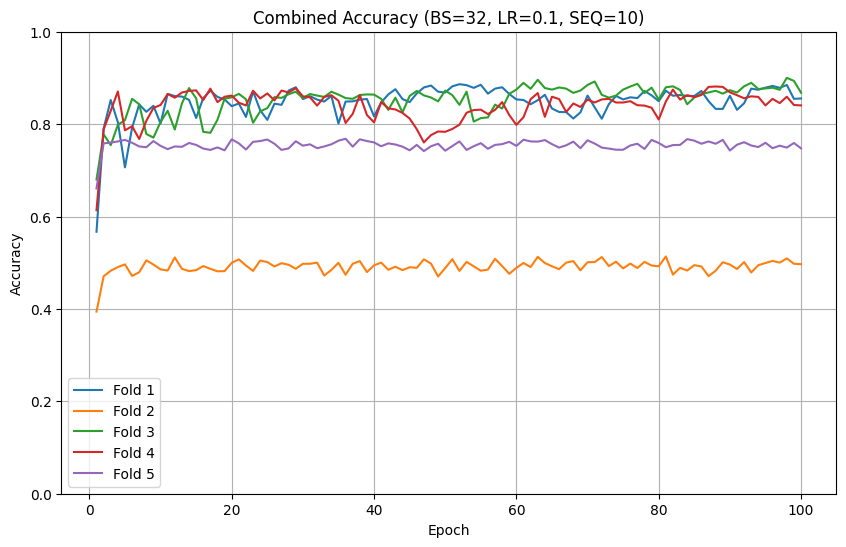 Combined Accuracy (BS=32, LR=0.1, SEQ=10)
1.0
0.8
0.6
0.4
0.2
0.0
Accuracy
Fold 1
Fold 2
Fold 3
Fold 4
Fold 5
0 20 40 60 80 100
Epoch